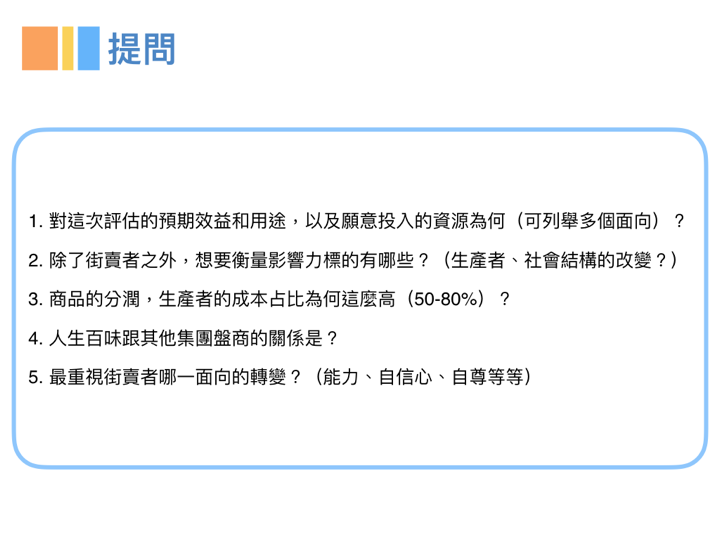 提問
1. 對這次評估的預期效益和用途，以及願意投入的資源為何（可列舉多個面向）？
2. 除了街賣者之外，想要衡量影響力標的有哪些？（生產者、社會結構的改變？）
3. 商品的分潤，生產者的成本占比為何這麼高（50-80%）？
4. 人生百味跟其他集團盤商的關係是？
5. 最重視街賣者哪一面向的轉變？（能力、自信心、自尊等等）